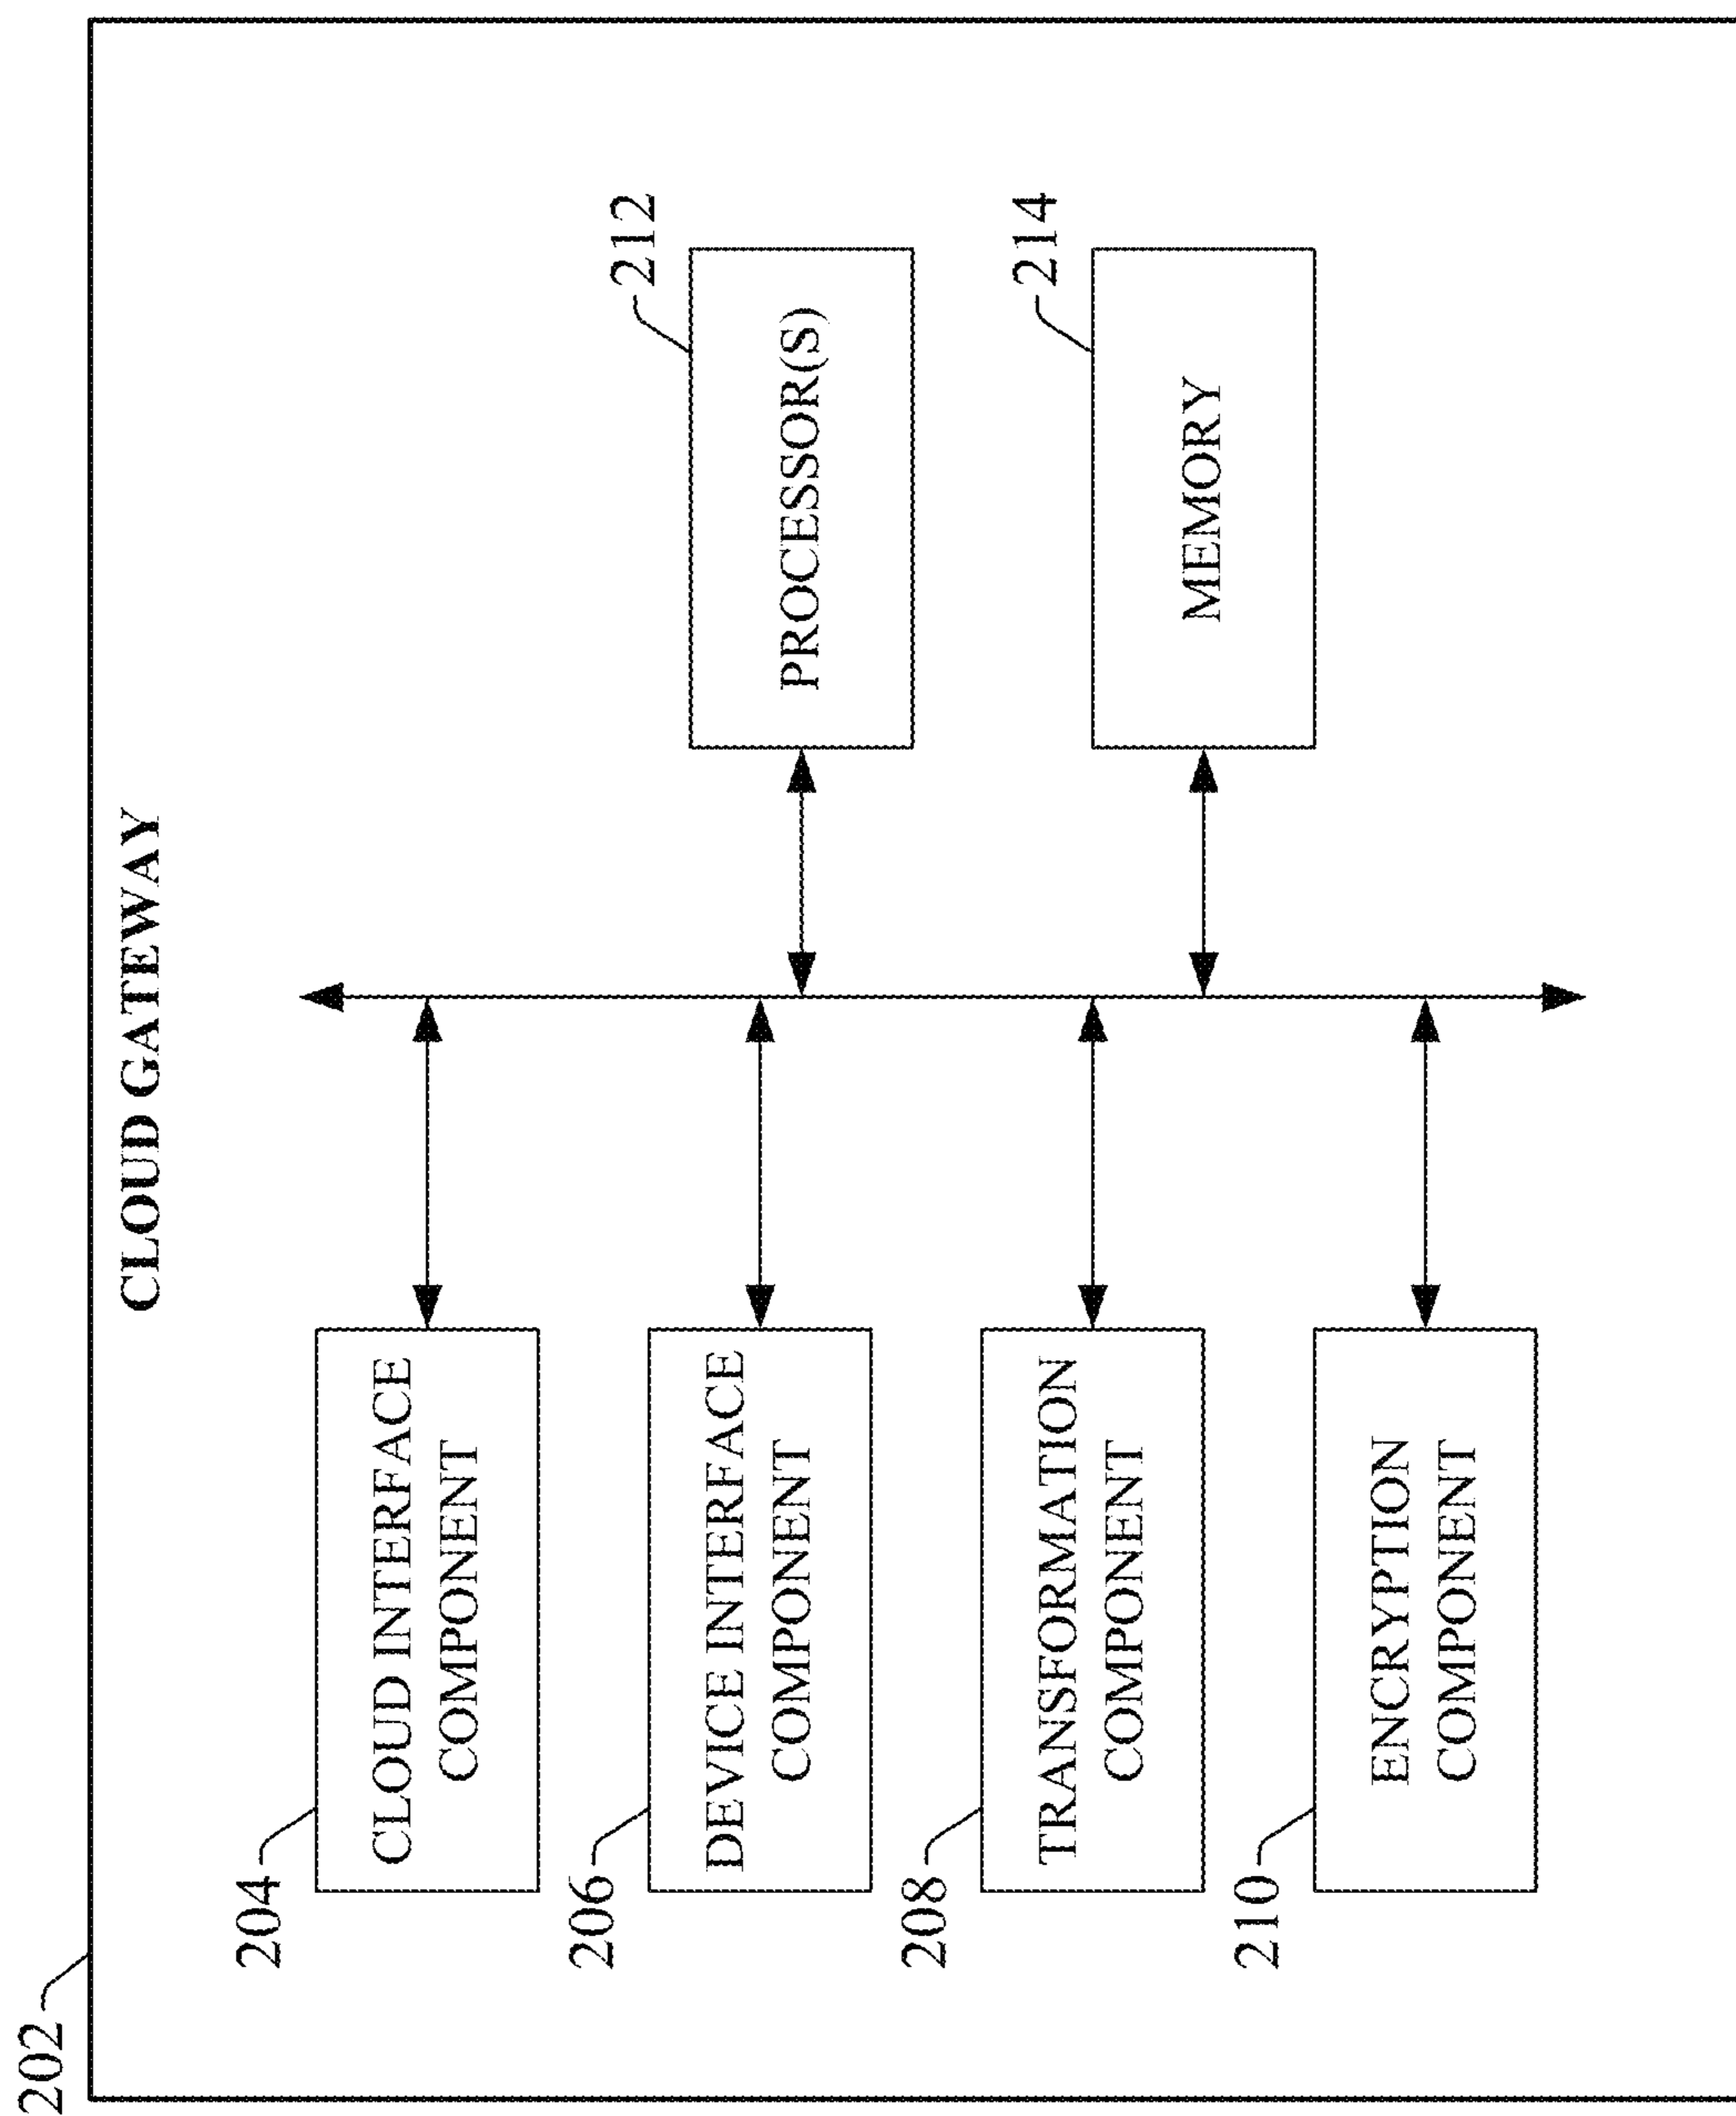 202
CLOUD GATEWAY
204
CLOUD INTERFACE
COMPONENT
206
DEVICE INTERFACE
COMPONENT
208
TRANSFORMATION
COMPONENT
210
ENCRYPTION
COMPONENT
212
PROCESSOR(S)
214
MEMORY